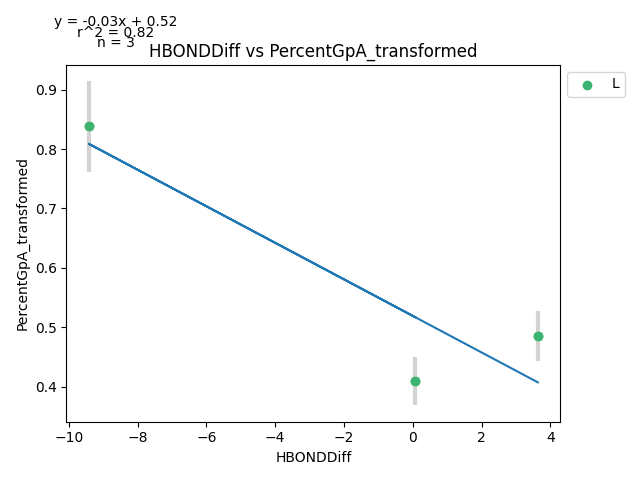 y = -0.03x + 0.52
r^2 = 0.82
n = 3
HBONDDiff vs PercentGpA_transformed
L
PercentGpA_transformed
0.9
0.8
0.7
0.6
0.5
0.4
−10
−8
−6
−4
−2
0
2
4
HBONDDiff